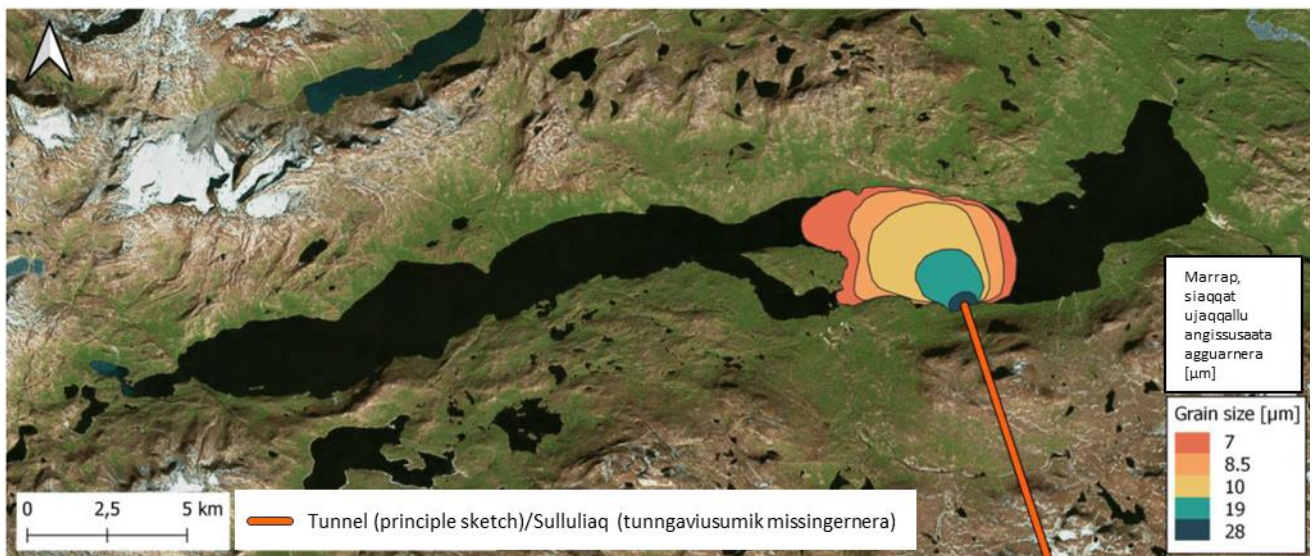 Marrap,
siaqqat
ujaqqallu
angissusaata
agguarnera
[µm]
Grain size [µm]
7
8.5
10
19
28
0 2,5 5 km
Tunnel (principle sketch)/Sulluliaq (tunngaviusumik missingernera)